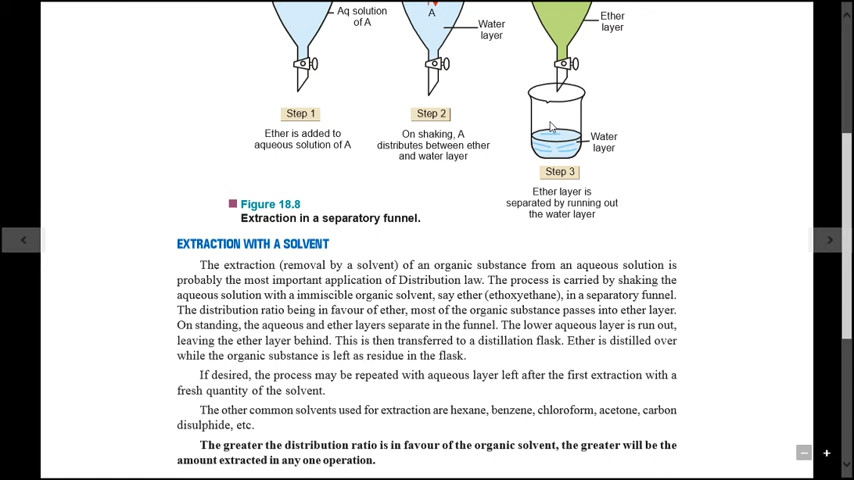 Aq solution
of A
A
Water
layer
Ether
layer
Step 1
Step 2
Water
layer
Ether is added to
aqueous solution of A
On shaking, A
distributes between ether
and water layer
Step 3
Ether layer is
separated by running out
the water layer
Figure 18.8
Extraction in a separatory funnel.
EXTRACTION WITH A SOLVENT
The extraction (removal by a solvent) of an organic substance from an aqueous solution is
probably the most important application of Distribution law. The process is carried by shaking the
aqueous solution with a immiscible organic solvent, say ether (ethoxyethane), in a separatory funnel.
The distribution ratio being in favour of ether, most of the organic substance passes into ether layer.
On standing, the aqueous and ether layers separate in the funnel. The lower aqueous layer is run out,
leaving the ether layer behind. This is then transferred to a distillation flask. Ether is distilled over
while the organic substance is left as residue in the flask.
If desired, the process may be repeated with aqueous layer left after the first extraction with a
fresh quantity of the solvent.
The other common solvents used for extraction are hexane, benzene, chloroform, acetone, carbon
disulphide, etc.
The greater the distribution ratio is in favour of the organic solvent, the greater will be the
amount extracted in any one operation.